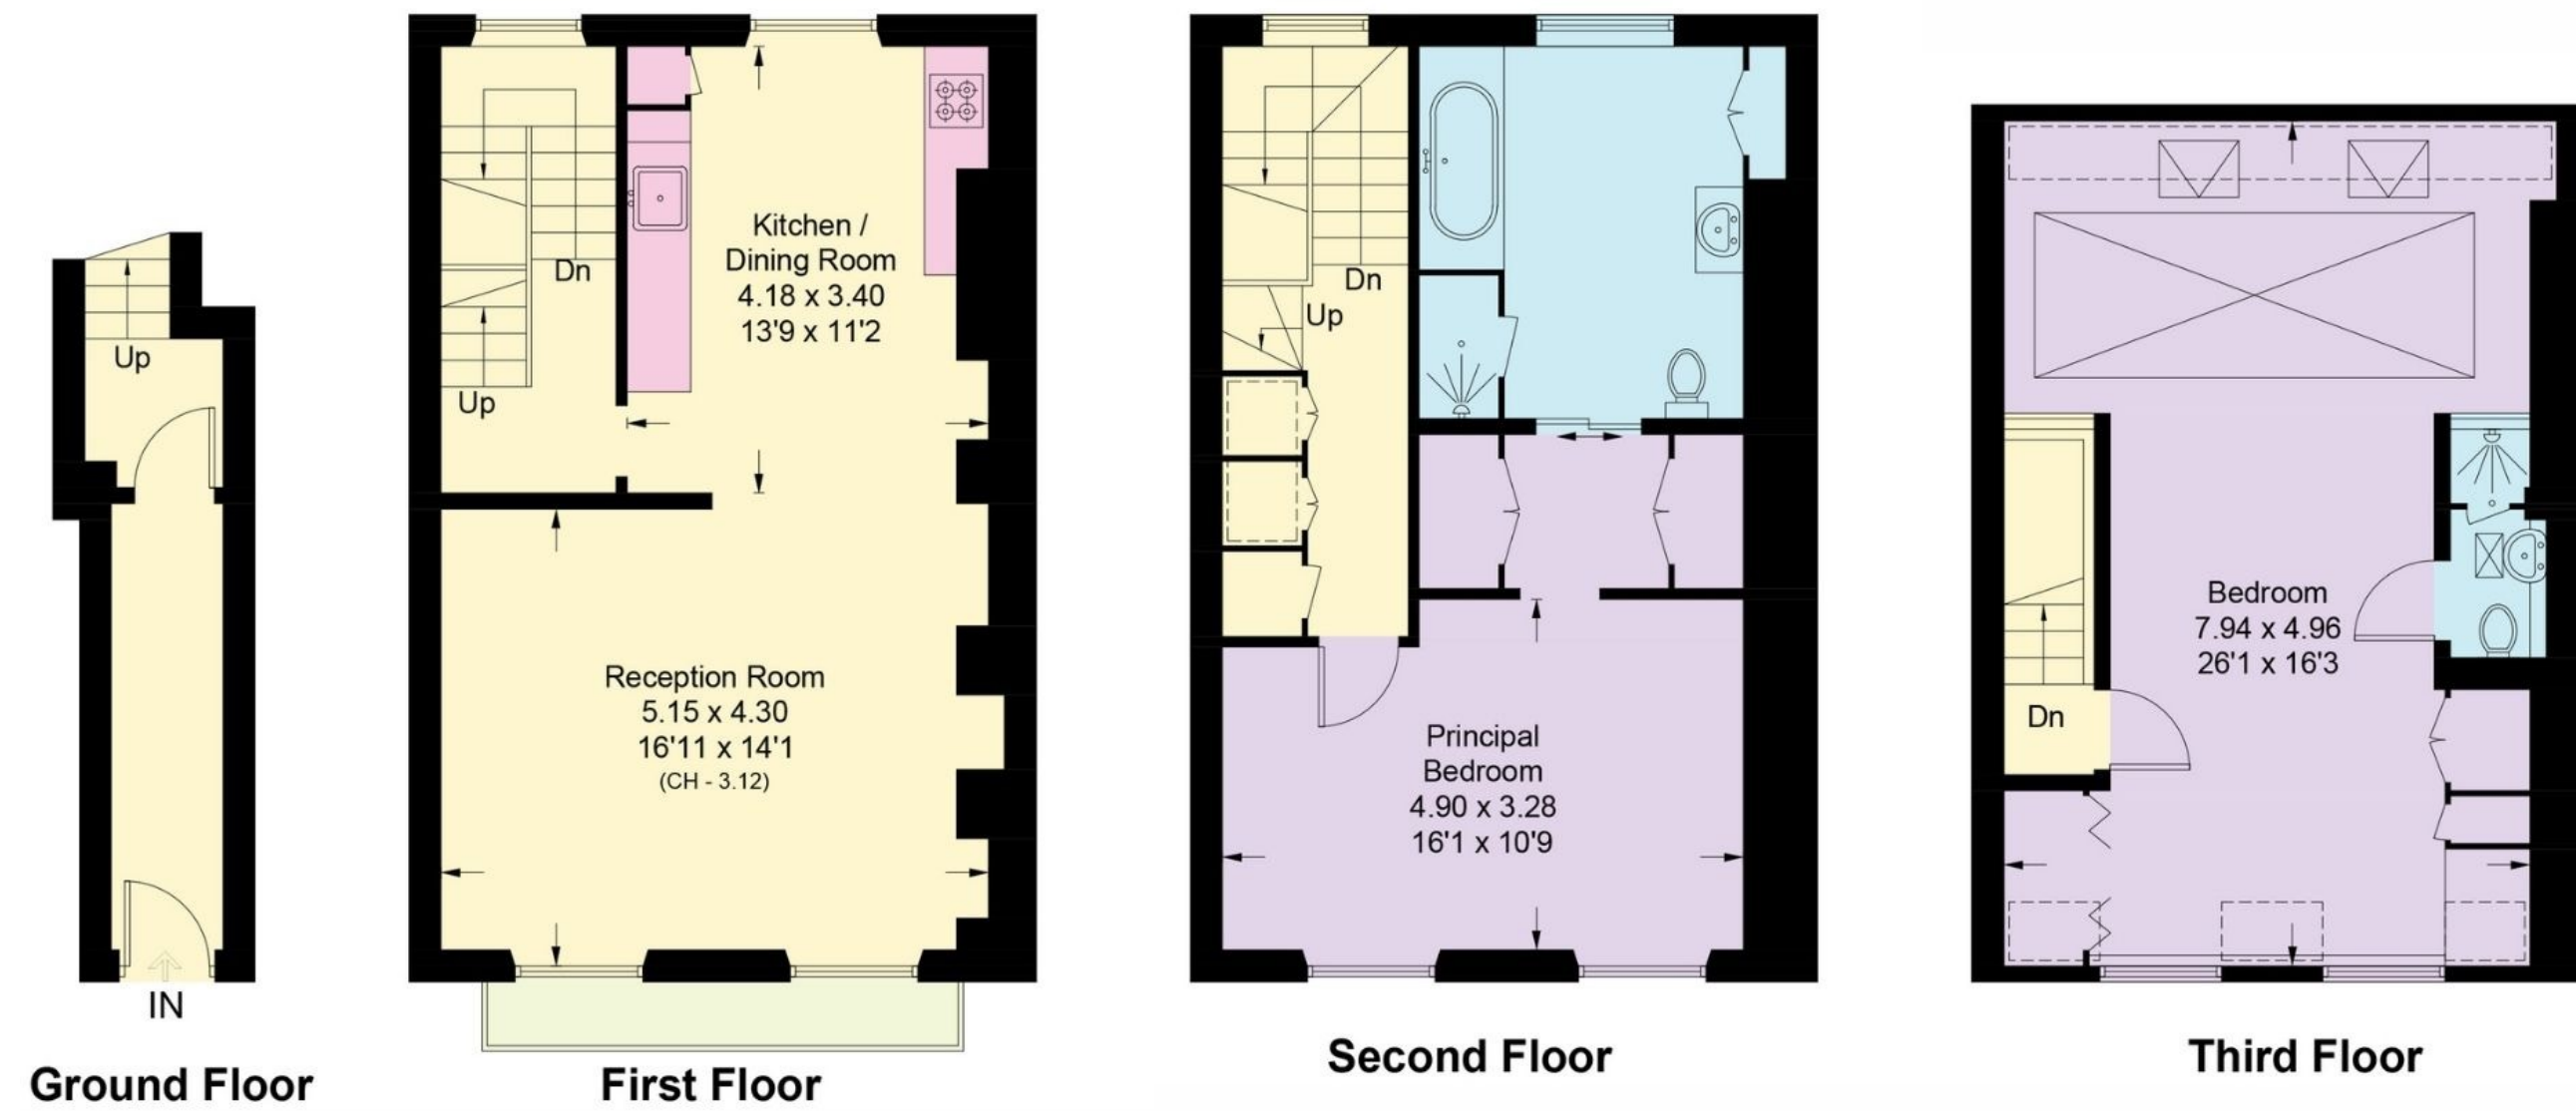 Up
IN
Ground Floor
Dn
Up
Kitchen /
Dining Room
4.18 x 3.40
13'9 x 11'2
Reception Room
5.15 x 4.30
16'11 x 14'1
(CH - 3.12)
First Floor
Dn
Up
Principal
Bedroom
4.90 x 3.28
16'1 x 10'9
Second Floor
Bedroom
7.94 x 4.96
26'1 x 16'3
Dn
Third Floor